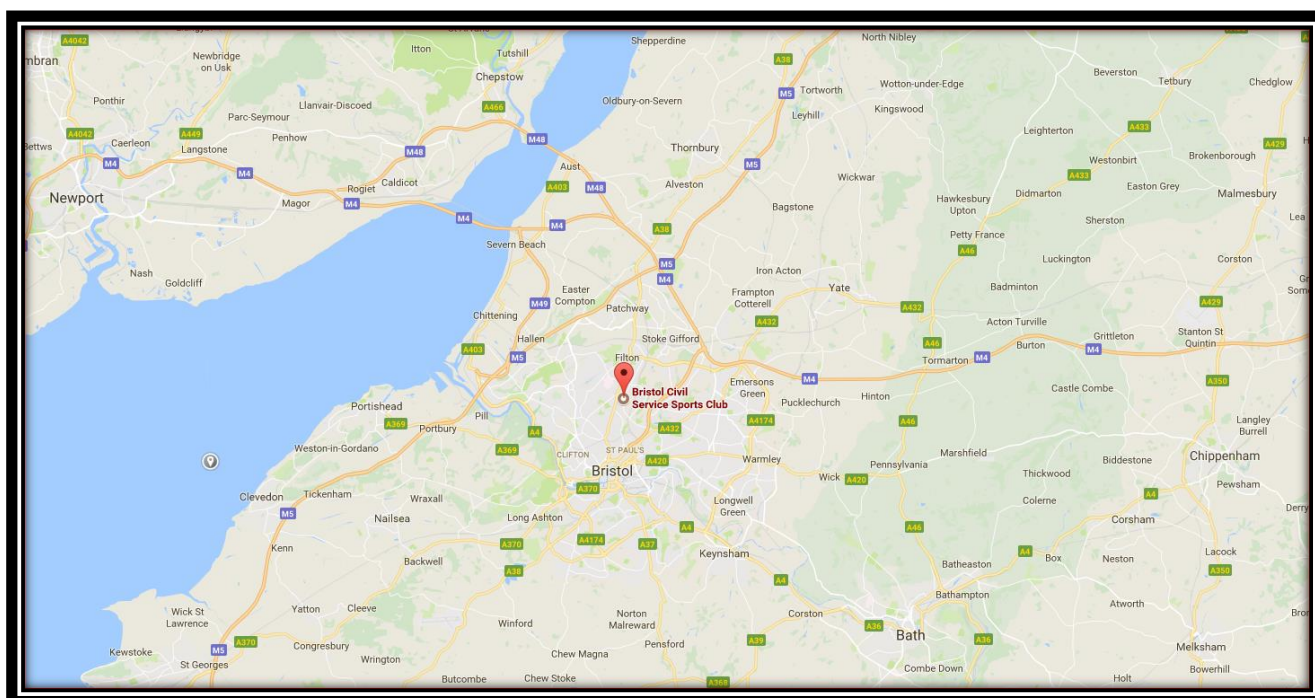 A4042
Itton
Tutshill
Shepperdine
North Nibley
Newbridge
on Usk
Chepstow
A38
Beverston
Tetbury
Chedglow
mbran
Ponthir
Llanvair-Discoed
A466
Oldbury-on-Severn
M5
Tortworth
Wotton-under-Edge
Kingswood
Parc-Seymour
Leyhill
A433
A4042
A449
Penhow
M48
Leighterton
A429
Bettws
Caerleon
Langstone
M48
Thornbury
M4
Aust
M5
Westonbirt
Brokenborough
M4
Caldicot
A403
M48
Alveston
Wickwar
A433
Easton Grey
Newport
Rogiet
Magor
M4
Hawkesbury
Upton
Didmarton
Malmesbury
M4
M4
Bagstone
Sherston
Lea
A38
Petty France
Severn Beach
A46
Nash
Goldcliff
M5
M4
Iron Acton
Luckington
Corston
Easter
Compton
Frampton
Cotterell
Yate
Badminton
M49
Patchway
A432
A429
Chittening
A432
Acton Turville
Hallen
Stoke Gifford
A46
Burton
Grittleton
Stanton St
Quintin
A403
M5
Filton
Tormarton
M4
M4
Emersons
Green
M4
A350
Bristol Civil
Service Sports Club
Pucklechurch
Hinton
Castle Combe
Portishead
Pill
A369
Portbury
A4
A432
A4174
A46
Langley
Burrell
Weston-in-Gordano
A369
CLIFTON
ST PAUL'S
A420
Warmley
Pennsylvania
Marshfield
Biddestone
Chippenham
Bristol
Wick
A420
Thickwood
Pewsham
Clevedon
Tickenham
Wraxall
A370
Longwell
Green
Colerne
A4
M5
Nailsea
Long Ashton
A4
A46
Corsham
Derry
Kenn
A370
A4174
A37
Keynsham
A4
Box
Neston
Lacock
Backwell
A38
Batheaston
A350
A4
Bathampton
Atworth
Wick St
Lawrence
Yatton
Cleeve
Winford
Norton
Malreward
Corston
A36
Bath
A36
Bro
Kewstoke
M5
A370
Congresbury
Pensford
A39
Melksham
St Georges
Wrington
Chew Magna
Combe Down
Bowerhill
Butcombe
Chew Stoke
A368
Holt